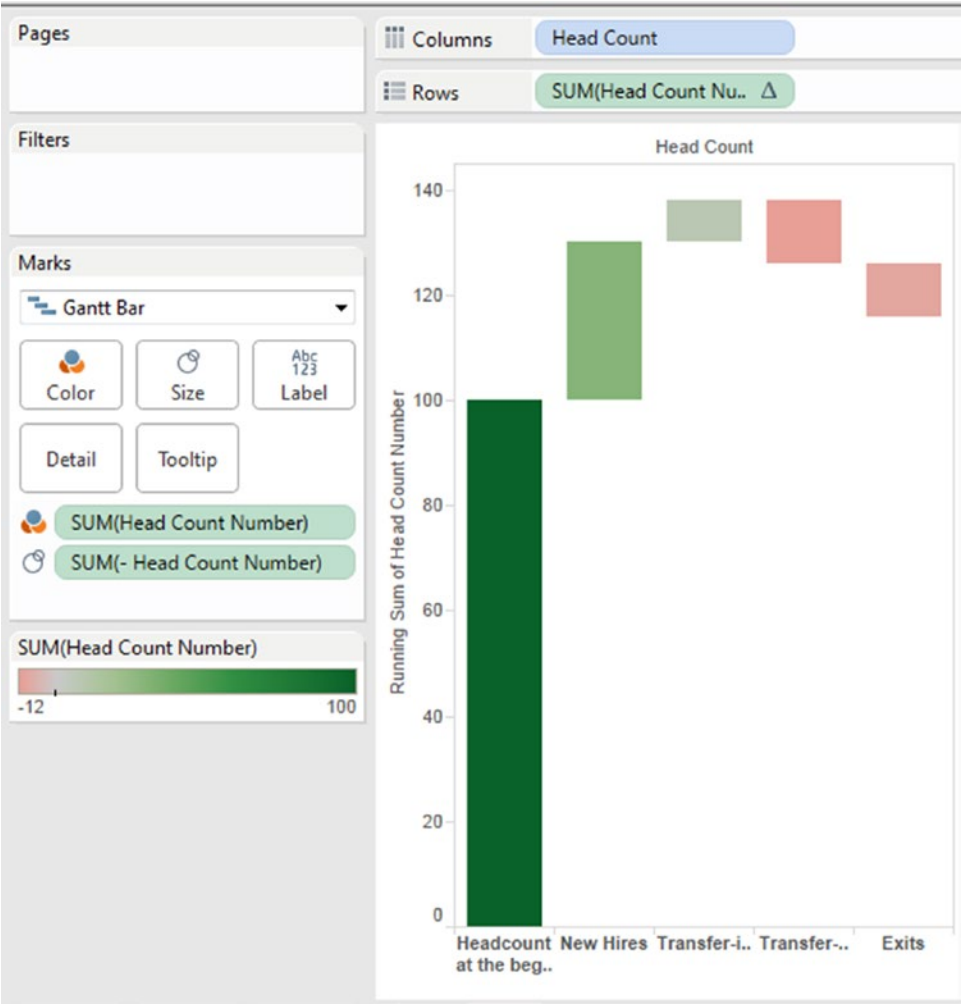 Pages
Columns
Head Count
Rows
SUM(Head Count Nu.. Δ
Filters
Marks
Gantt Bar
Color
Size
Abc
123
Label
Detail
Tooltip
SUM(Head Count Number)
SUM(- Head Count Number)
SUM(Head Count Number)
-12
100
Head Count
Running Sum of Head Count Number
140
120
100
80
60
40
20
0
Headcount
at the beg..
New Hires
Transfer-i..
Transfer-..
Exits